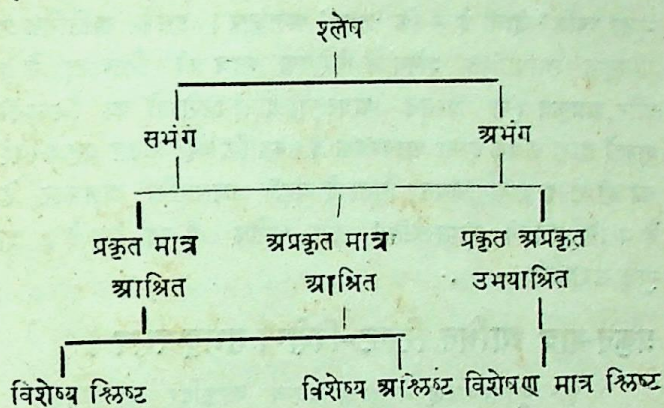 श्लेष
सभंग अभंग
प्रकृत मात्र अप्रकृत मात्र प्रकृत अप्रकृत
आश्रित आश्रित उभयाश्रित
विशेष्य श्लिष्ट विशेष्य अश्लिष्ट विशेषण मात्र श्लिष्ट